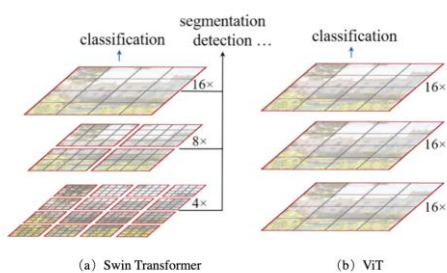 segmentation
classification detection ... classification
16×
16×
8×
16×
4×
16×
(a) Swin Transformer (b) ViT